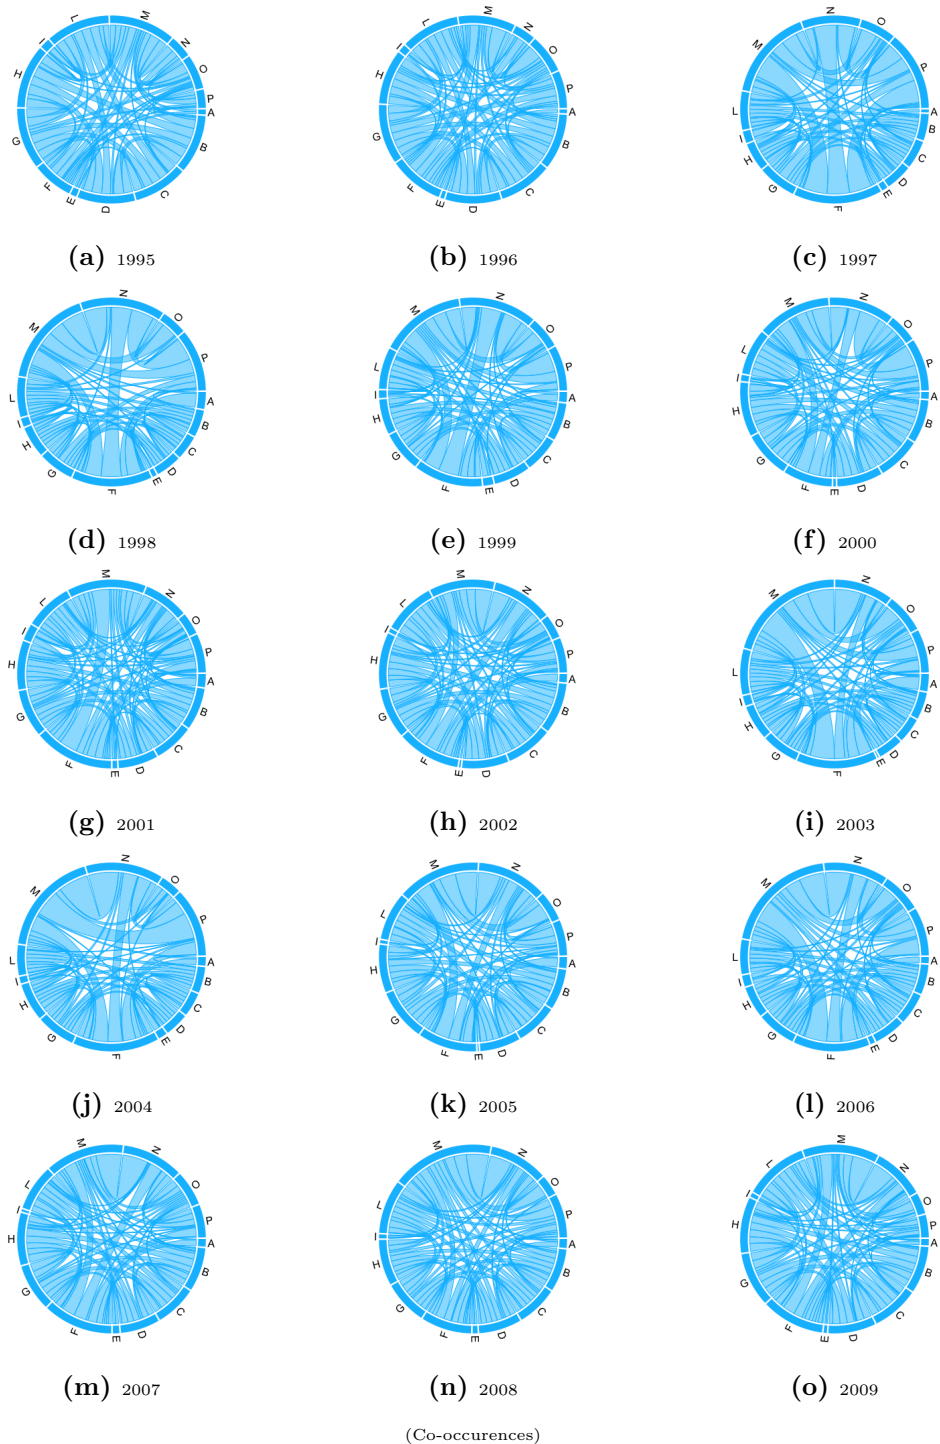 A B C D E F G H I L M N O P
A B C D E F G H I L M N O P
A B C D E F G H I L M N O P
(a) 1995
(b) 1996
(c) 1997
A B C D E F G H I L M N O P
A B C D E F G H I L M N O P
A B C D E F G H I L M N O P
(d) 1998
(e) 1999
(f) 2000
A B C D E F G H I L M N O P
A B C D E F G H I L M N O P
A B C D E F G H I L M N O P
(g) 2001
(h) 2002
(i) 2003
A B C D E F G H I L M N O P
A B C D E F G H I L M N O P
A B C D E F G H I L M N O P
(j) 2004
(k) 2005
(l) 2006
A B C D E F G H I L M N O P
A B C D E F G H I L M N O P
A B C D E F G H I L M N O P
(m) 2007
(n) 2008
(o) 2009
(Co-occurences)